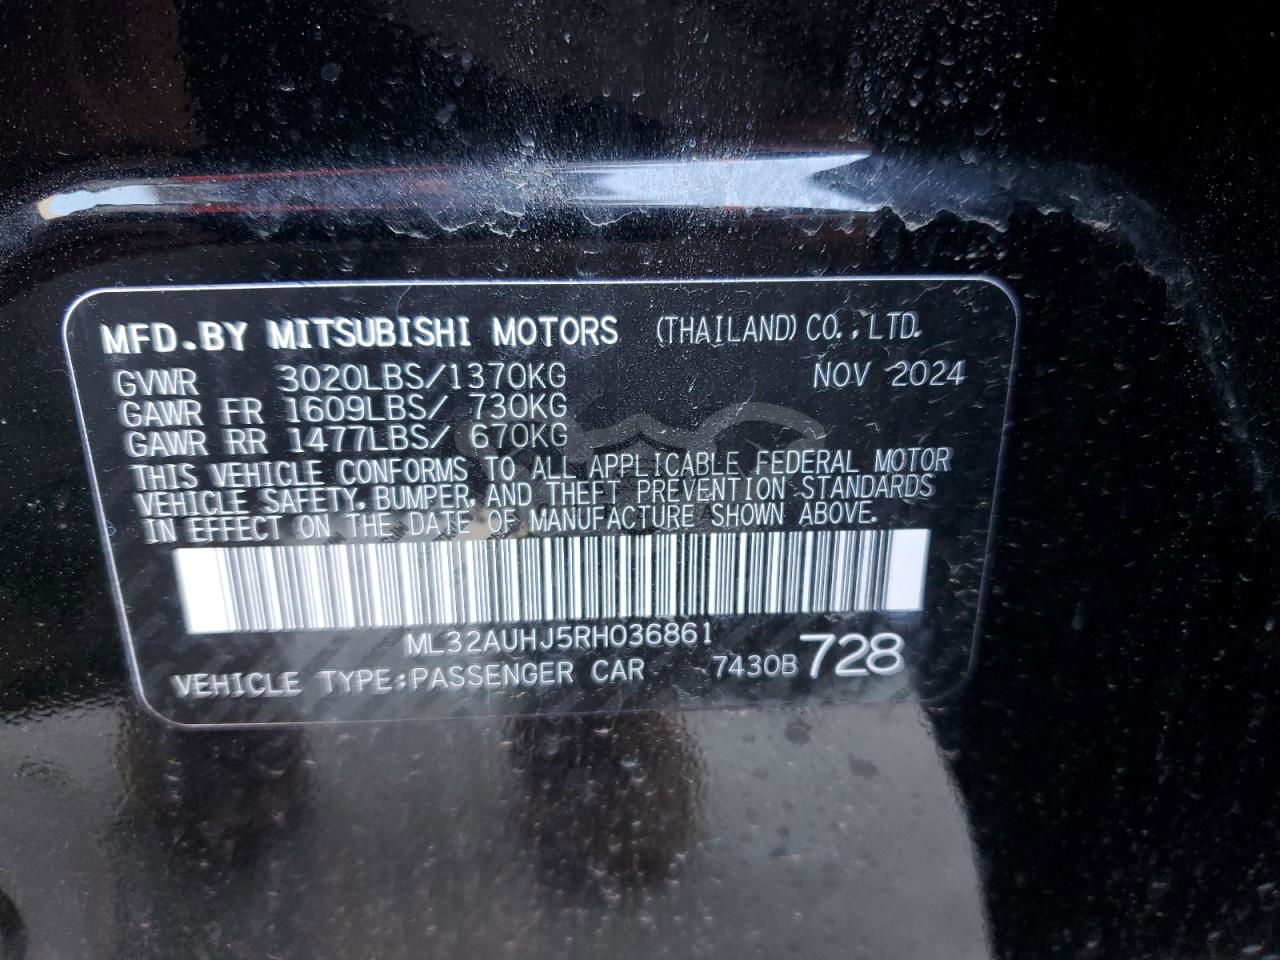 MFD.BY MITSUBISHI MOTORS (THAILAND) CO.,LTD.
GVWR 3020LBS/1370KG NOV 2024
GAWR FR 1609LBS/ 730KG
GAWR RR 1477LBS/ 670KG
THIS VEHICLE CONFORMS TO ALL APPLICABLE FEDERAL MOTOR
VEHICLE SAFETY, BUMPER, AND THEFT PREVENTION STANDARDS
IN EFFECT ON THE DATE OF MANUFACTURE SHOWN ABOVE.
ML32AUHJ5RH036861
VEHICLE TYPE:PASSENGER CAR 7430B 728